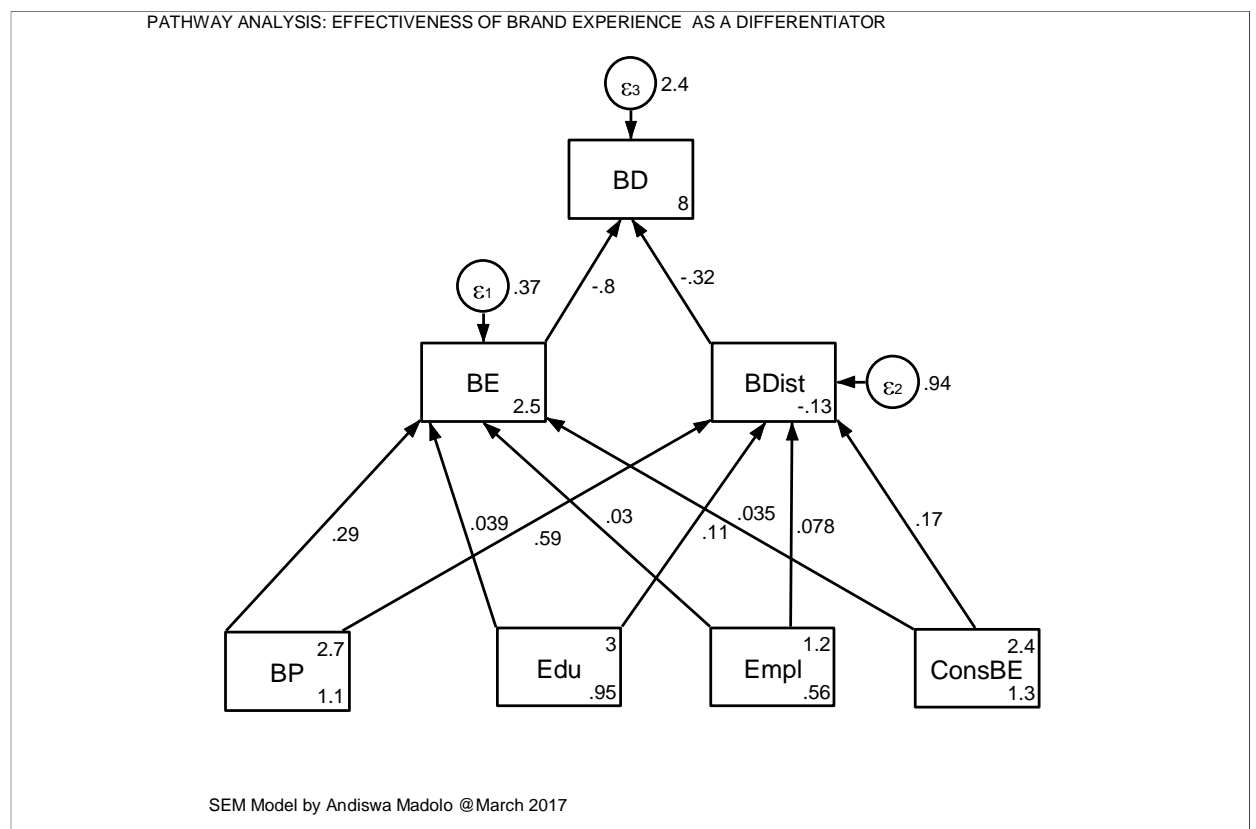 PATHWAY ANALYSIS: EFFECTIVENESS OF BRAND EXPERIENCE AS A DIFFERENTIATOR
ε3 2.4
BD
8
-.8
-.32
ε1 .37
BE
2.5
BDist
-.13
ε2 .94
.29
.039
.59
.03
.11
.035
.078
.17
BP
2.7
1.1
Edu
3
.95
Empl
1.2
.56
ConsBE
2.4
1.3
SEM Model by Andiswa Madolo @March 2017